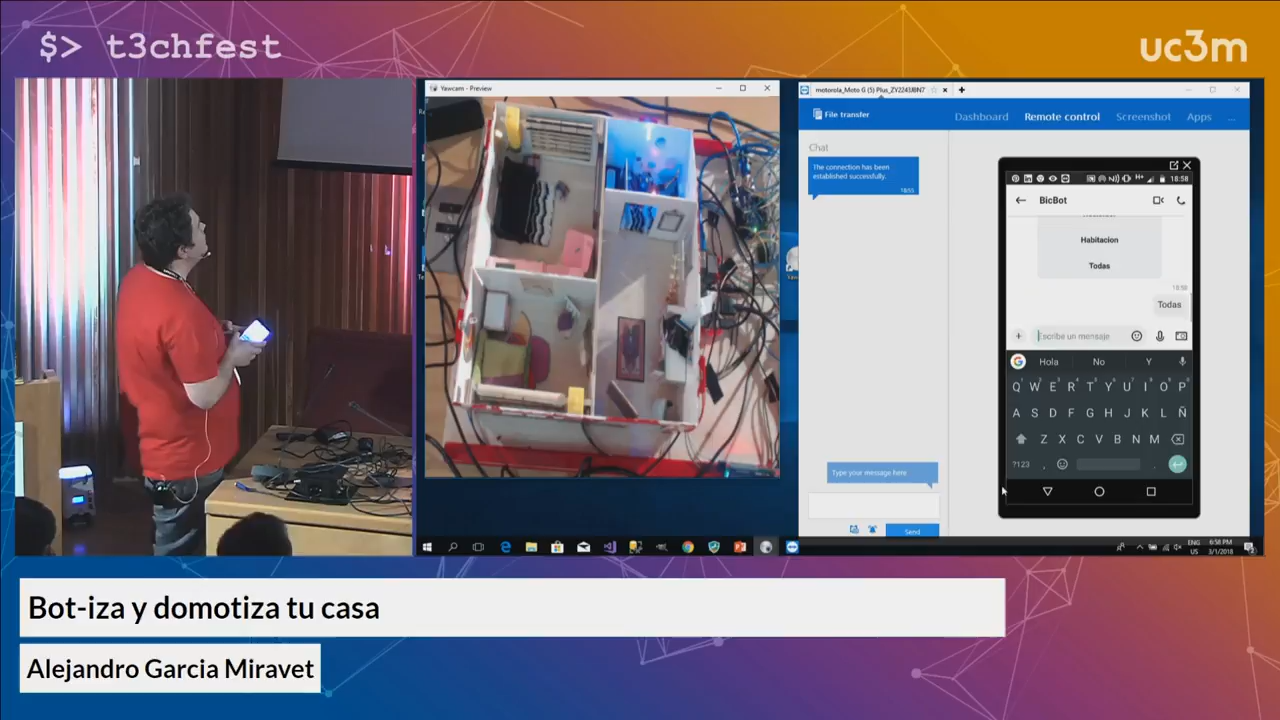 $> t3chfest
uc3m
Yawcam - Preview
motorola_Moto G (5) Plus_ZY2243JBN7
File transfer
Dashboard
Remote control
Screenshot
Apps
...
Chat
The connection has been
established successfully.
18:55
18:58
BicBot
Habitacion
Todas
18:58
Todas
Escribe un mensaje
Hola
No
Y
Q W E R T Y U I O P
A S D F G H J K L Ñ
Z X C V B N M
?123 , .
Type your message here
Send
ENG
US
6:58 PM
3/1/2018
Bot-iza y domotiza tu casa
Alejandro Garcia Miravet